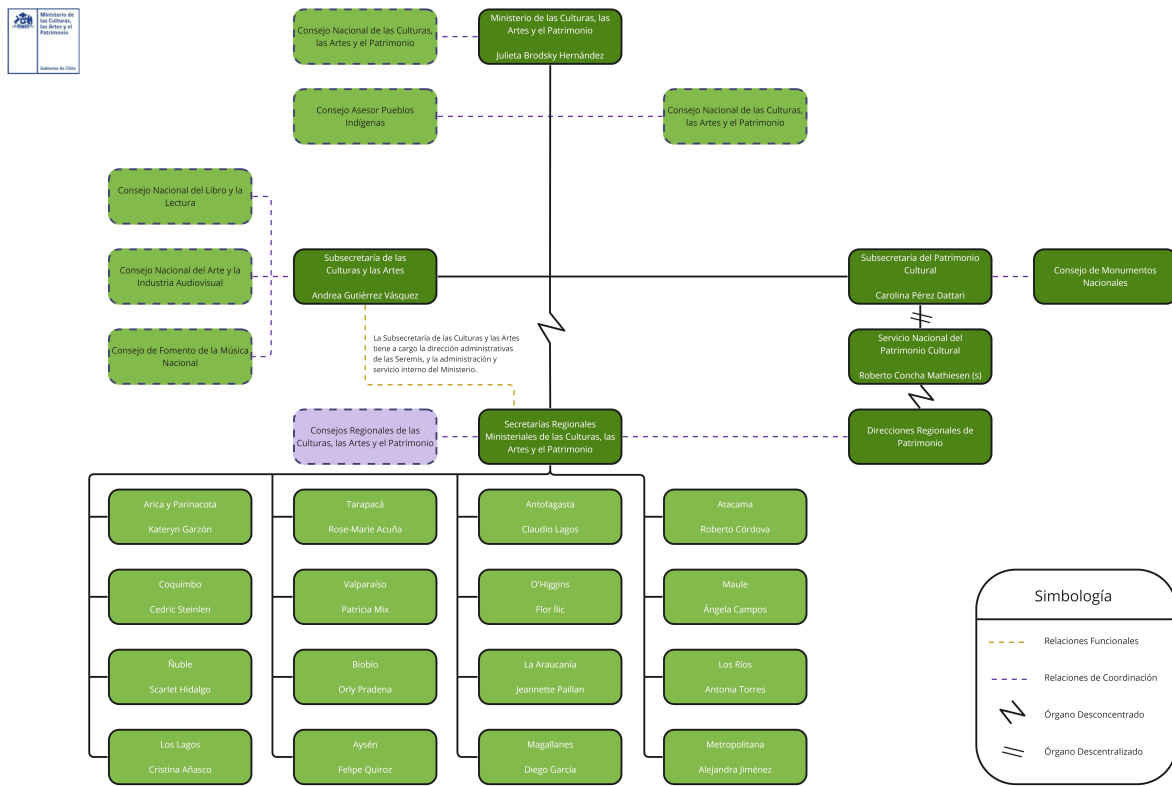 Ministerio de
las Culturas,
las Artes y el
Patrimonio
Gobierno de Chile
Consejo Nacional de las Culturas,
las Artes y el Patrimonio
Ministerio de las Culturas, las
Artes y el Patrimonio
Julieta Brodsky Hernández
Consejo Asesor Pueblos
Indígenas
Consejo Nacional de las Culturas,
las Artes y el Patrimonio
Consejo Nacional del Libro y la
Lectura
Consejo Nacional del Arte y la
Industria Audiovisual
Consejo de Fomento de la Música
Nacional
Subsecretaría de las
Culturas y las Artes
Andrea Gutiérrez Vásquez
Subsecretaría del Patrimonio
Cultural
Carolina Pérez Dattari
Consejo de Monumentos
Nacionales
La Subsecretaría de las Culturas y las Artes
tiene a cargo la dirección administrativas
de las Seremis, y la administración y
servicio interno del Ministerio.
Servicio Nacional del
Patrimonio Cultural
Roberto Concha Mathiesen (s)
Consejos Regionales de las
Culturas, las Artes y el Patrimonio
Secretarías Regionales
Ministeriales de las Culturas, las
Artes y el Patrimonio
Direcciones Regionales de
Patrimonio
Arica y Parinacota
Kateryn Garzón
Tarapacá
Rose-Marie Acuña
Antofagasta
Claudio Lagos
Atacama
Roberto Córdova
Coquimbo
Cedric Steinlen
Valparaíso
Patricia Mix
O'Higgins
Flor Ílic
Maule
Ángela Campos
Ñuble
Scarlet Hidalgo
Biobío
Orly Pradena
La Araucanía
Jeannette Paillan
Los Ríos
Antonia Torres
Los Lagos
Cristina Añasco
Aysén
Felipe Quiroz
Magallanes
Diego García
Metropolitana
Alejandra Jiménez
Simbología
Relaciones Funcionales
Relaciones de Coordinación
Órgano Desconcentrado
Órgano Descentralizado